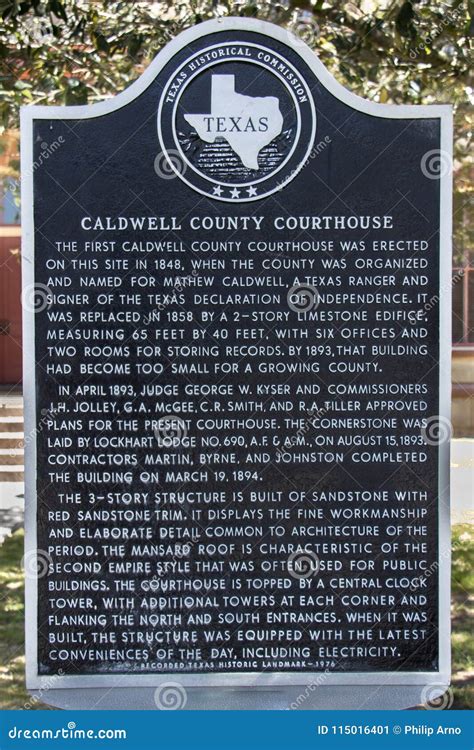 TEXAS HISTORICAL COMMISSION
TEXAS
CALDWELL COUNTY COURTHOUSE
THE FIRST CALDWELL COUNTY COURTHOUSE WAS ERECTED
ON THIS SITE IN 1848, WHEN THE COUNTY WAS ORGANIZED
AND NAMED FOR MATHEW CALDWELL, A TEXAS RANGER AND
SIGNER OF THE TEXAS DECLARATION OF INDEPENDENCE. IT
WAS REPLACED IN 1858 BY A 2-STORY LIMESTONE EDIFICE,
MEASURING 65 FEET BY 40 FEET, WITH SIX OFFICES AND
TWO ROOMS FOR STORING RECORDS. BY 1893, THAT BUILDING
HAD BECOME TOO SMALL FOR A GROWING COUNTY.
IN APRIL 1893, JUDGE GEORGE W. KYSER AND COMMISSIONERS
J.H. JOLLEY, G.A. McGEE, C.R. SMITH, AND R.A. TILLER APPROVED
PLANS FOR THE PRESENT COURTHOUSE. THE CORNERSTONE WAS
LAID BY LOCKHART LODGE NO. 690, A.F. & A.M., ON AUGUST 15, 1893.
CONTRACTORS MARTIN, BYRNE, AND JOHNSTON COMPLETED
THE BUILDING ON MARCH 19, 1894.
THE 3-STORY STRUCTURE IS BUILT OF SANDSTONE WITH
RED SANDSTONE TRIM. IT DISPLAYS THE FINE WORKMANSHIP
AND ELABORATE DETAIL COMMON TO ARCHITECTURE OF THE
PERIOD. THE MANSARD ROOF IS CHARACTERISTIC OF THE
SECOND EMPIRE STYLE THAT WAS OFTEN USED FOR PUBLIC
BUILDINGS. THE COURTHOUSE IS TOPPED BY A CENTRAL CLOCK
TOWER, WITH ADDITIONAL TOWERS AT EACH CORNER AND
FLANKING THE NORTH AND SOUTH ENTRANCES. WHEN IT WAS
BUILT, THE STRUCTURE WAS EQUIPPED WITH THE LATEST
CONVENIENCES OF THE DAY, INCLUDING ELECTRICITY.
RECORDED TEXAS HISTORIC LANDMARK - 1976
dreamstime.com
ID 115016401 © Philip Arno